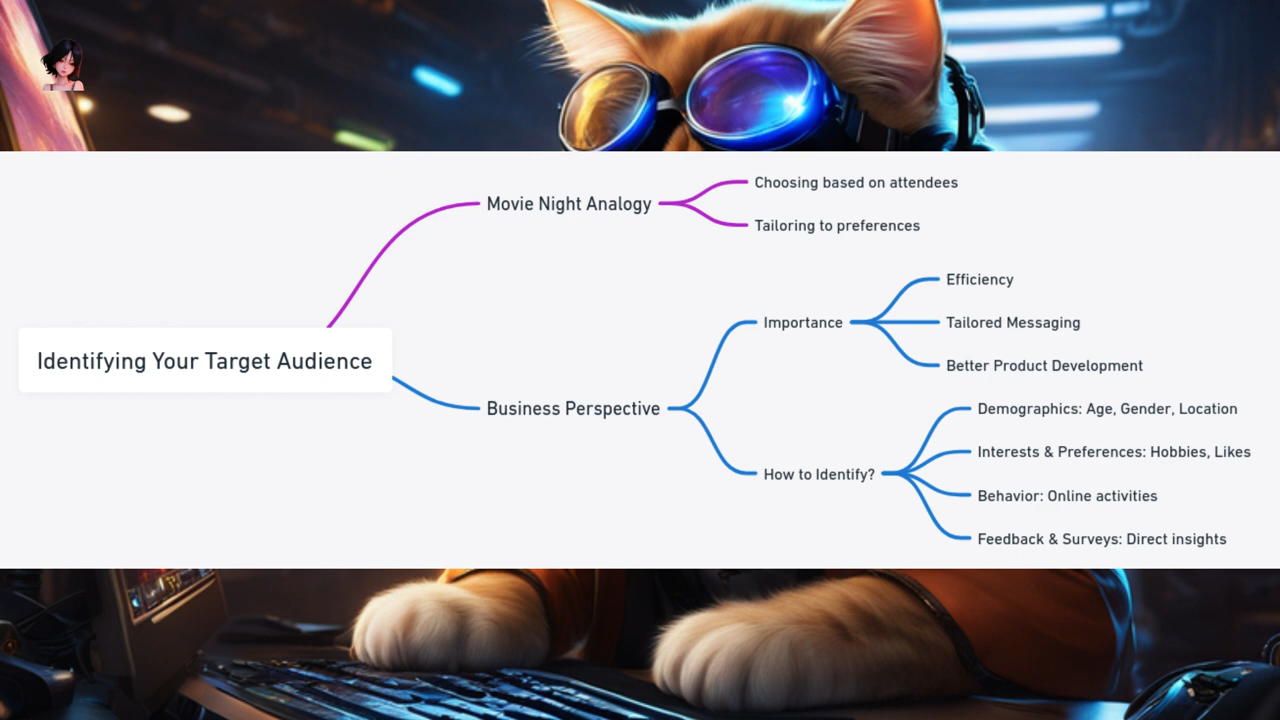 Identifying Your Target Audience
Movie Night Analogy
Choosing based on attendees
Tailoring to preferences
Business Perspective
Importance
Efficiency
Tailored Messaging
Better Product Development
How to Identify?
Demographics: Age, Gender, Location
Interests & Preferences: Hobbies, Likes
Behavior: Online activities
Feedback & Surveys: Direct insights